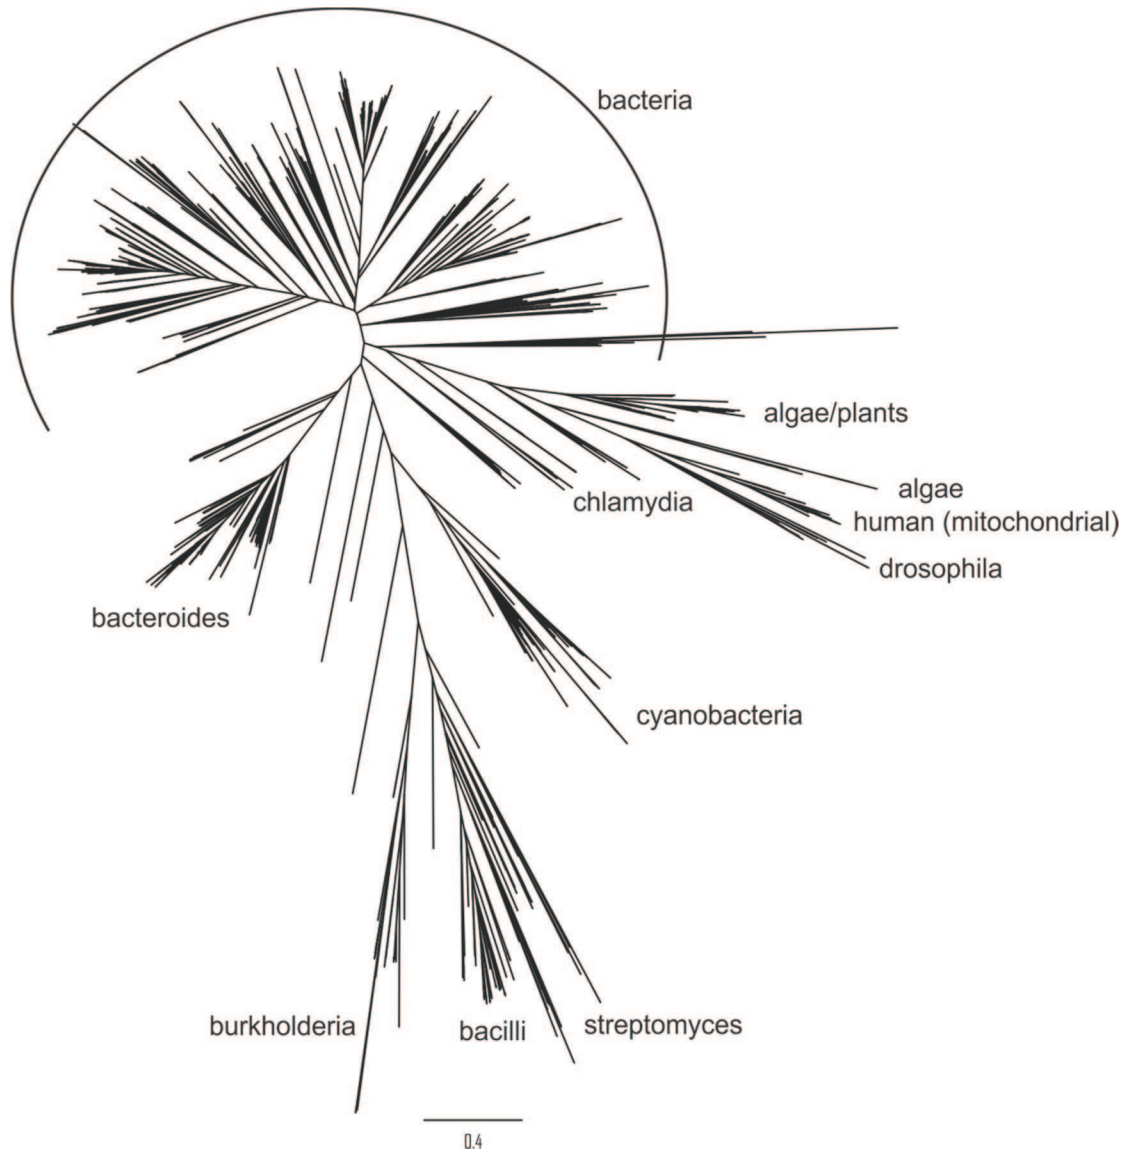 bacteria
algae/plants
algae
chlamydia
human (mitochondrial)
drosophila
bacteroides
cyanobacteria
burkholderia
bacilli
streptomyces
0.4